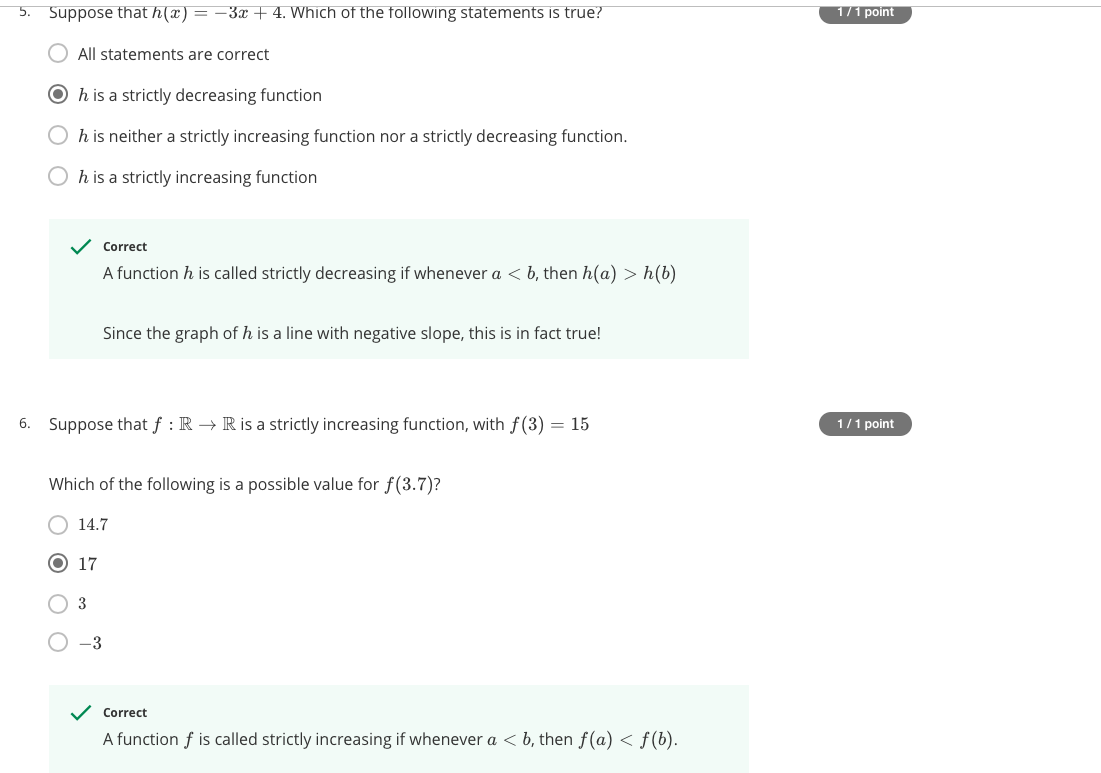 5. Suppose that h(x) = −3x + 4. Which of the following statements is true?
1 / 1 point
All statements are correct
h is a strictly decreasing function
h is neither a strictly increasing function nor a strictly decreasing function.
h is a strictly increasing function
Correct
A function h is called strictly decreasing if whenever a < b, then h(a) > h(b)
Since the graph of h is a line with negative slope, this is in fact true!
6. Suppose that f : ℝ → ℝ is a strictly increasing function, with f(3) = 15
1 / 1 point
Which of the following is a possible value for f(3.7)?
14.7
17
3
−3
Correct
A function f is called strictly increasing if whenever a < b, then f(a) < f(b).